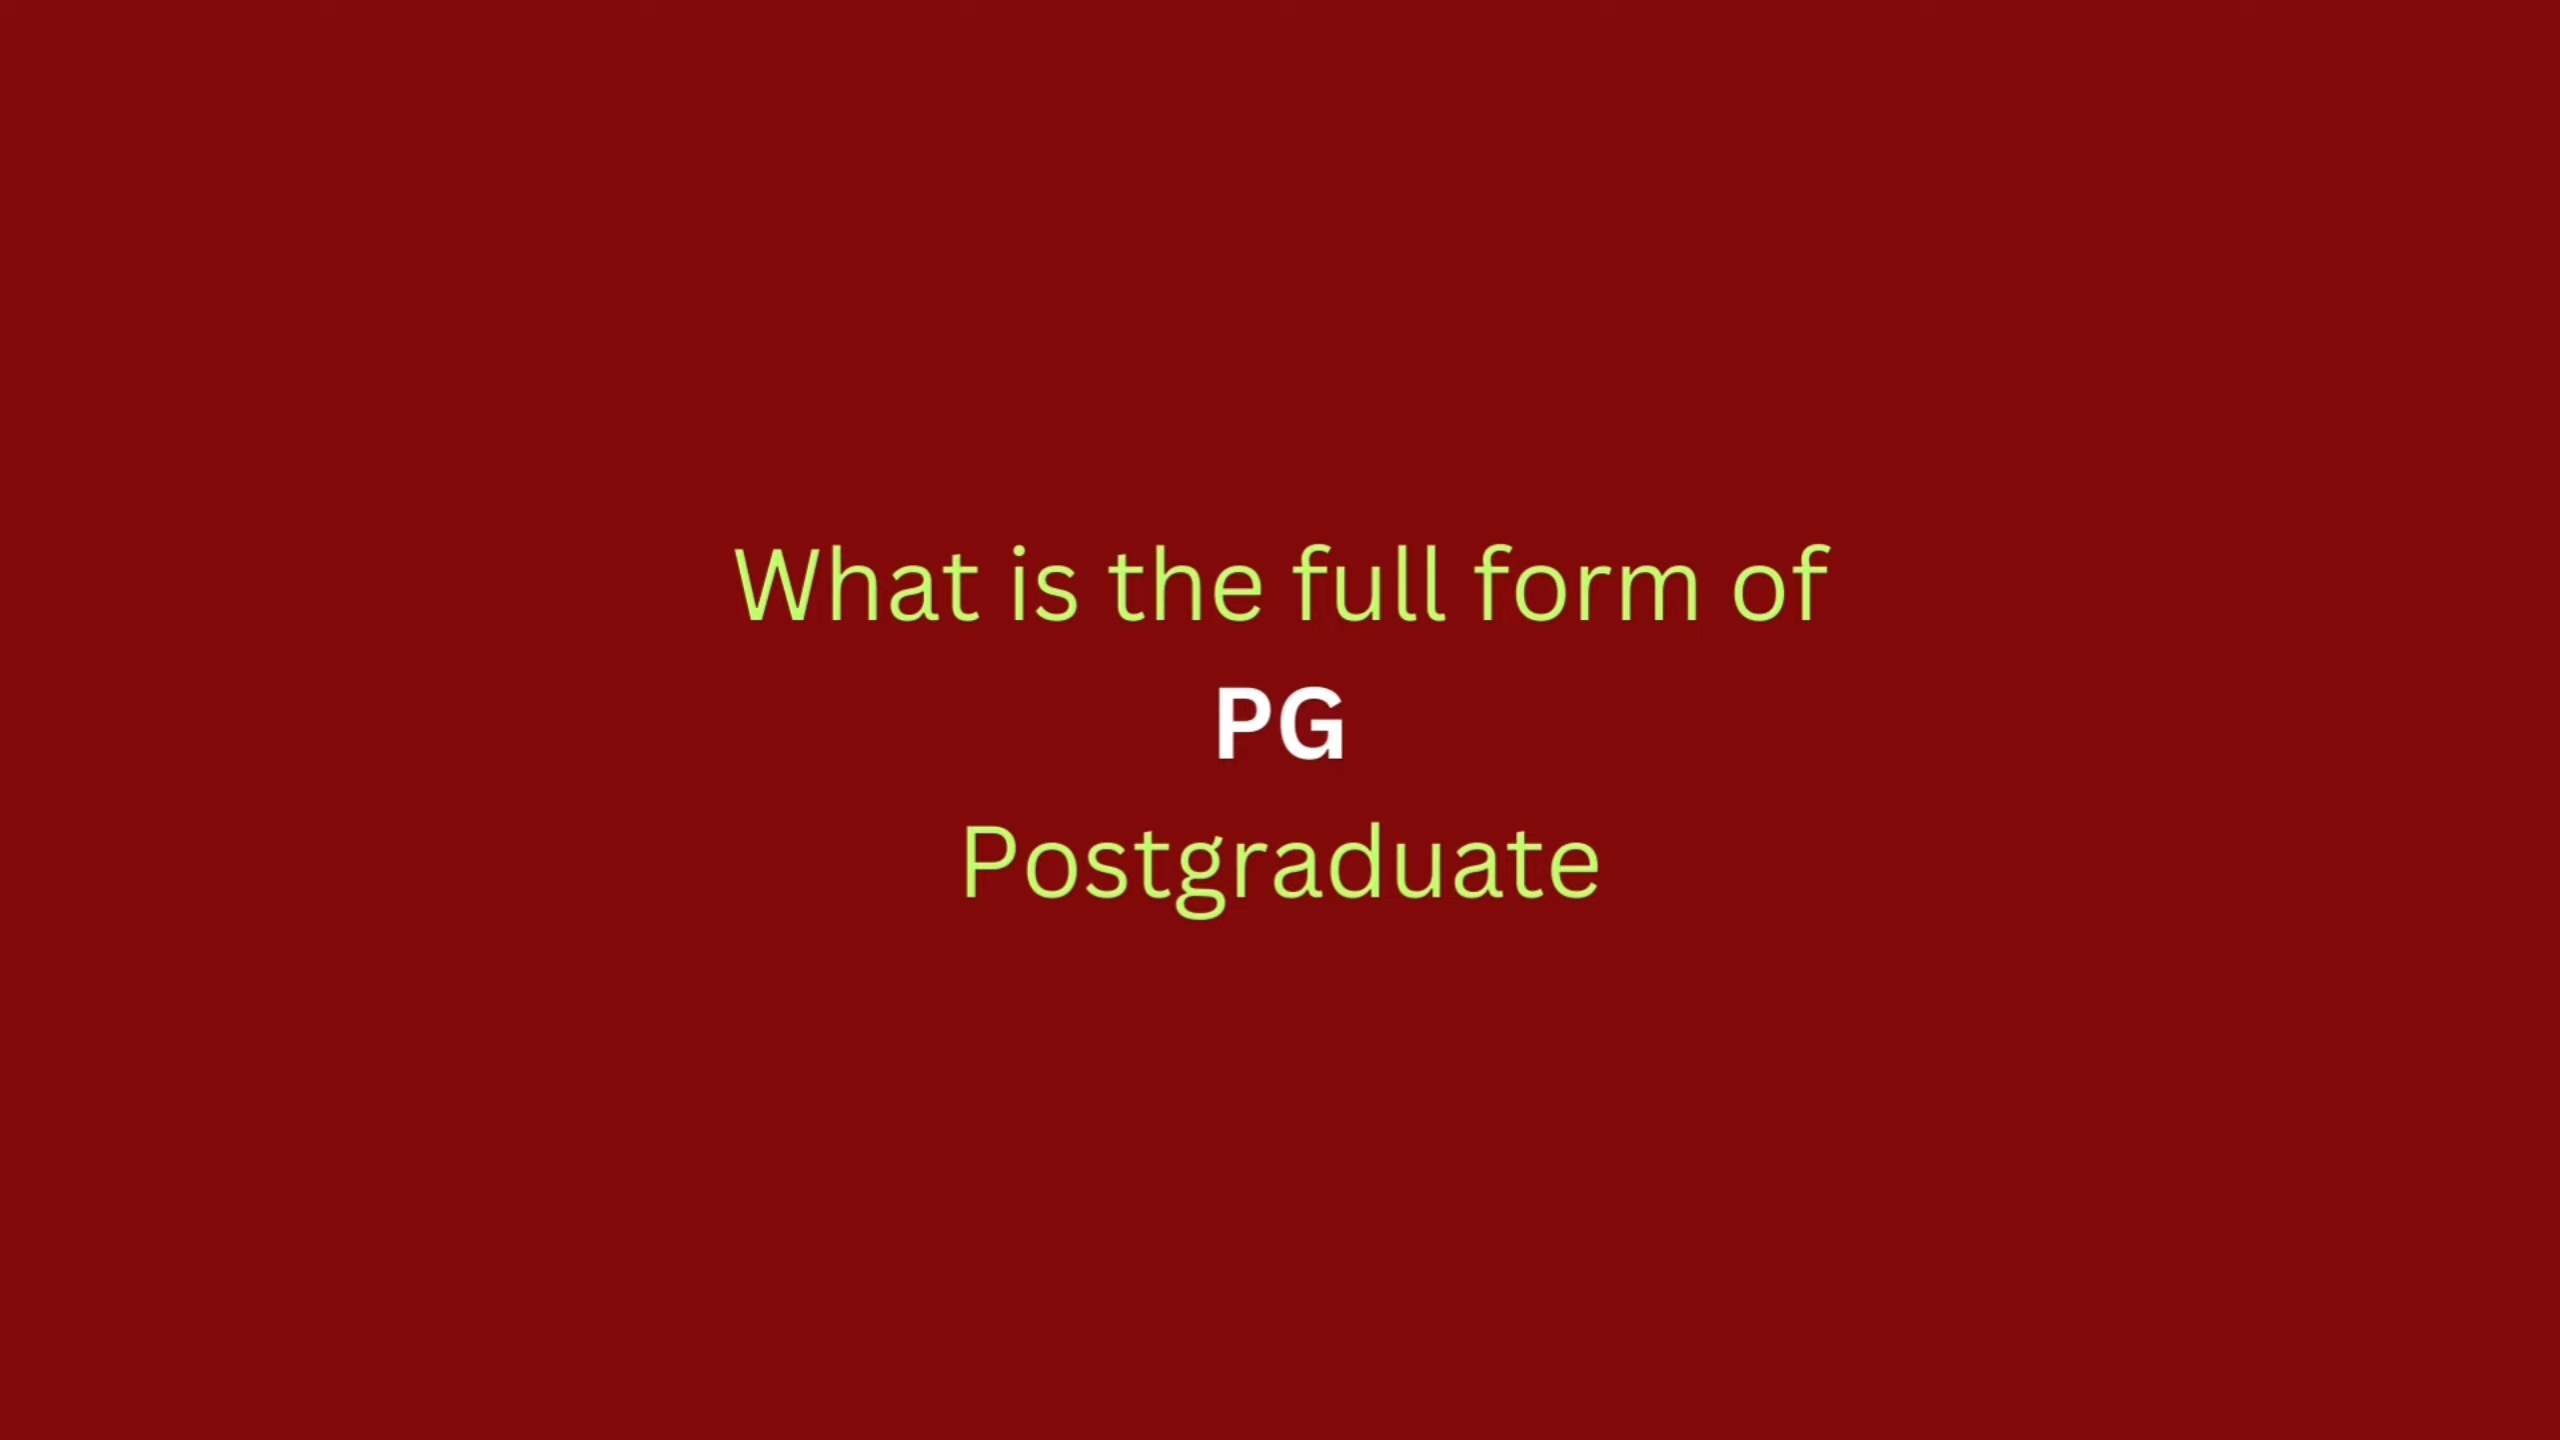 What is the full form of
PG
Postgraduate